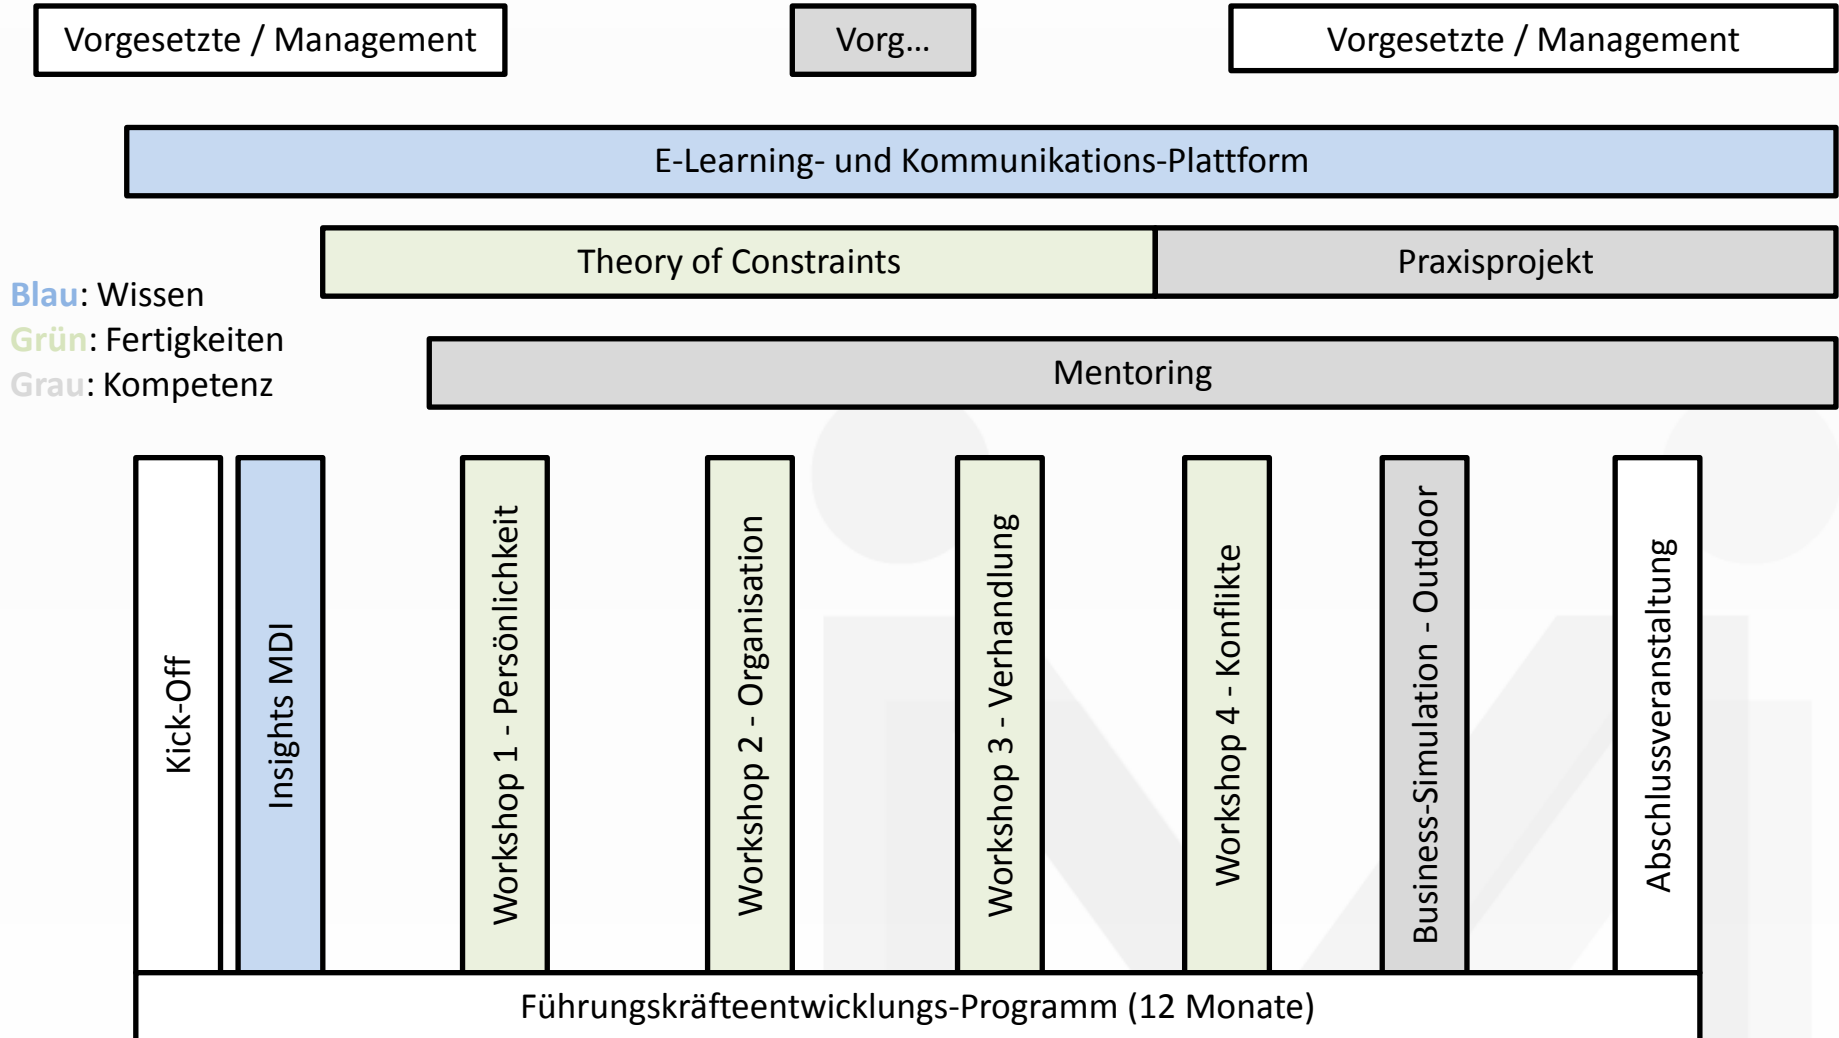 Vorgesetzte / Management
Vorg...
Vorgesetzte / Management
E-Learning- und Kommunikations-Plattform
Theory of Constraints
Praxisprojekt
Blau: Wissen
Grün: Fertigkeiten
Grau: Kompetenz
Mentoring
Kick-Off
Insights MDI
Workshop 1 - Persönlichkeit
Workshop 2 - Organisation
Workshop 3 - Verhandlung
Workshop 4 - Konflikte
Business-Simulation - Outdoor
Abschlussveranstaltung
Führungskräfteentwicklungs-Programm (12 Monate)